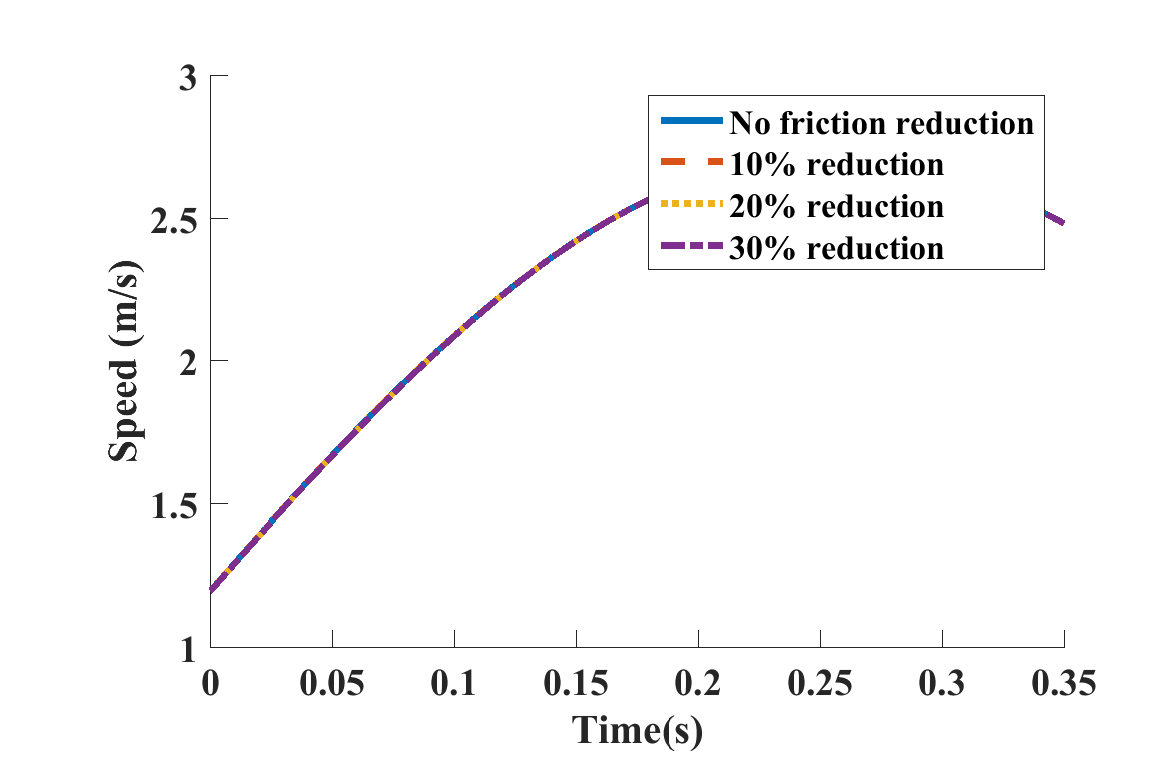 3
2.5
2
1.5
1
Speed (m/s)
No friction reduction
10% reduction
20% reduction
30% reduction
0 0.05 0.1 0.15 0.2 0.25 0.3 0.35
Time(s)